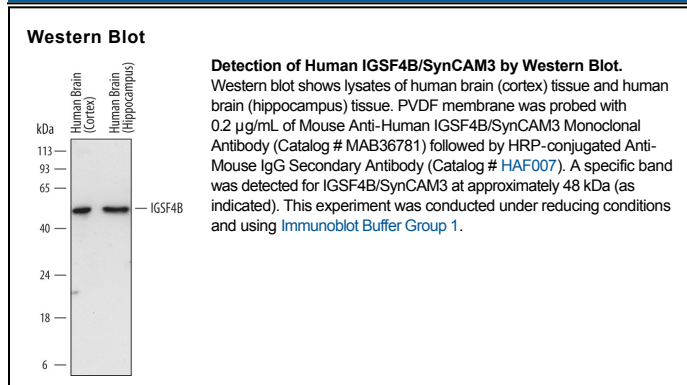 Western Blot
Human Brain
(Cortex)
Human Brain
(Hippocampus)
kDa
113
93
65
40
24
18
6
IGSF4B
Detection of Human IGSF4B/SynCAM3 by Western Blot.
Western blot shows lysates of human brain (cortex) tissue and human
brain (hippocampus) tissue. PVDF membrane was probed with
0.2 µg/mL of Mouse Anti-Human IGSF4B/SynCAM3 Monoclonal
Antibody (Catalog # MAB36781) followed by HRP-conjugated Anti-
Mouse IgG Secondary Antibody (Catalog # HAF007). A specific band
was detected for IGSF4B/SynCAM3 at approximately 48 kDa (as
indicated). This experiment was conducted under reducing conditions
and using Immunoblot Buffer Group 1.